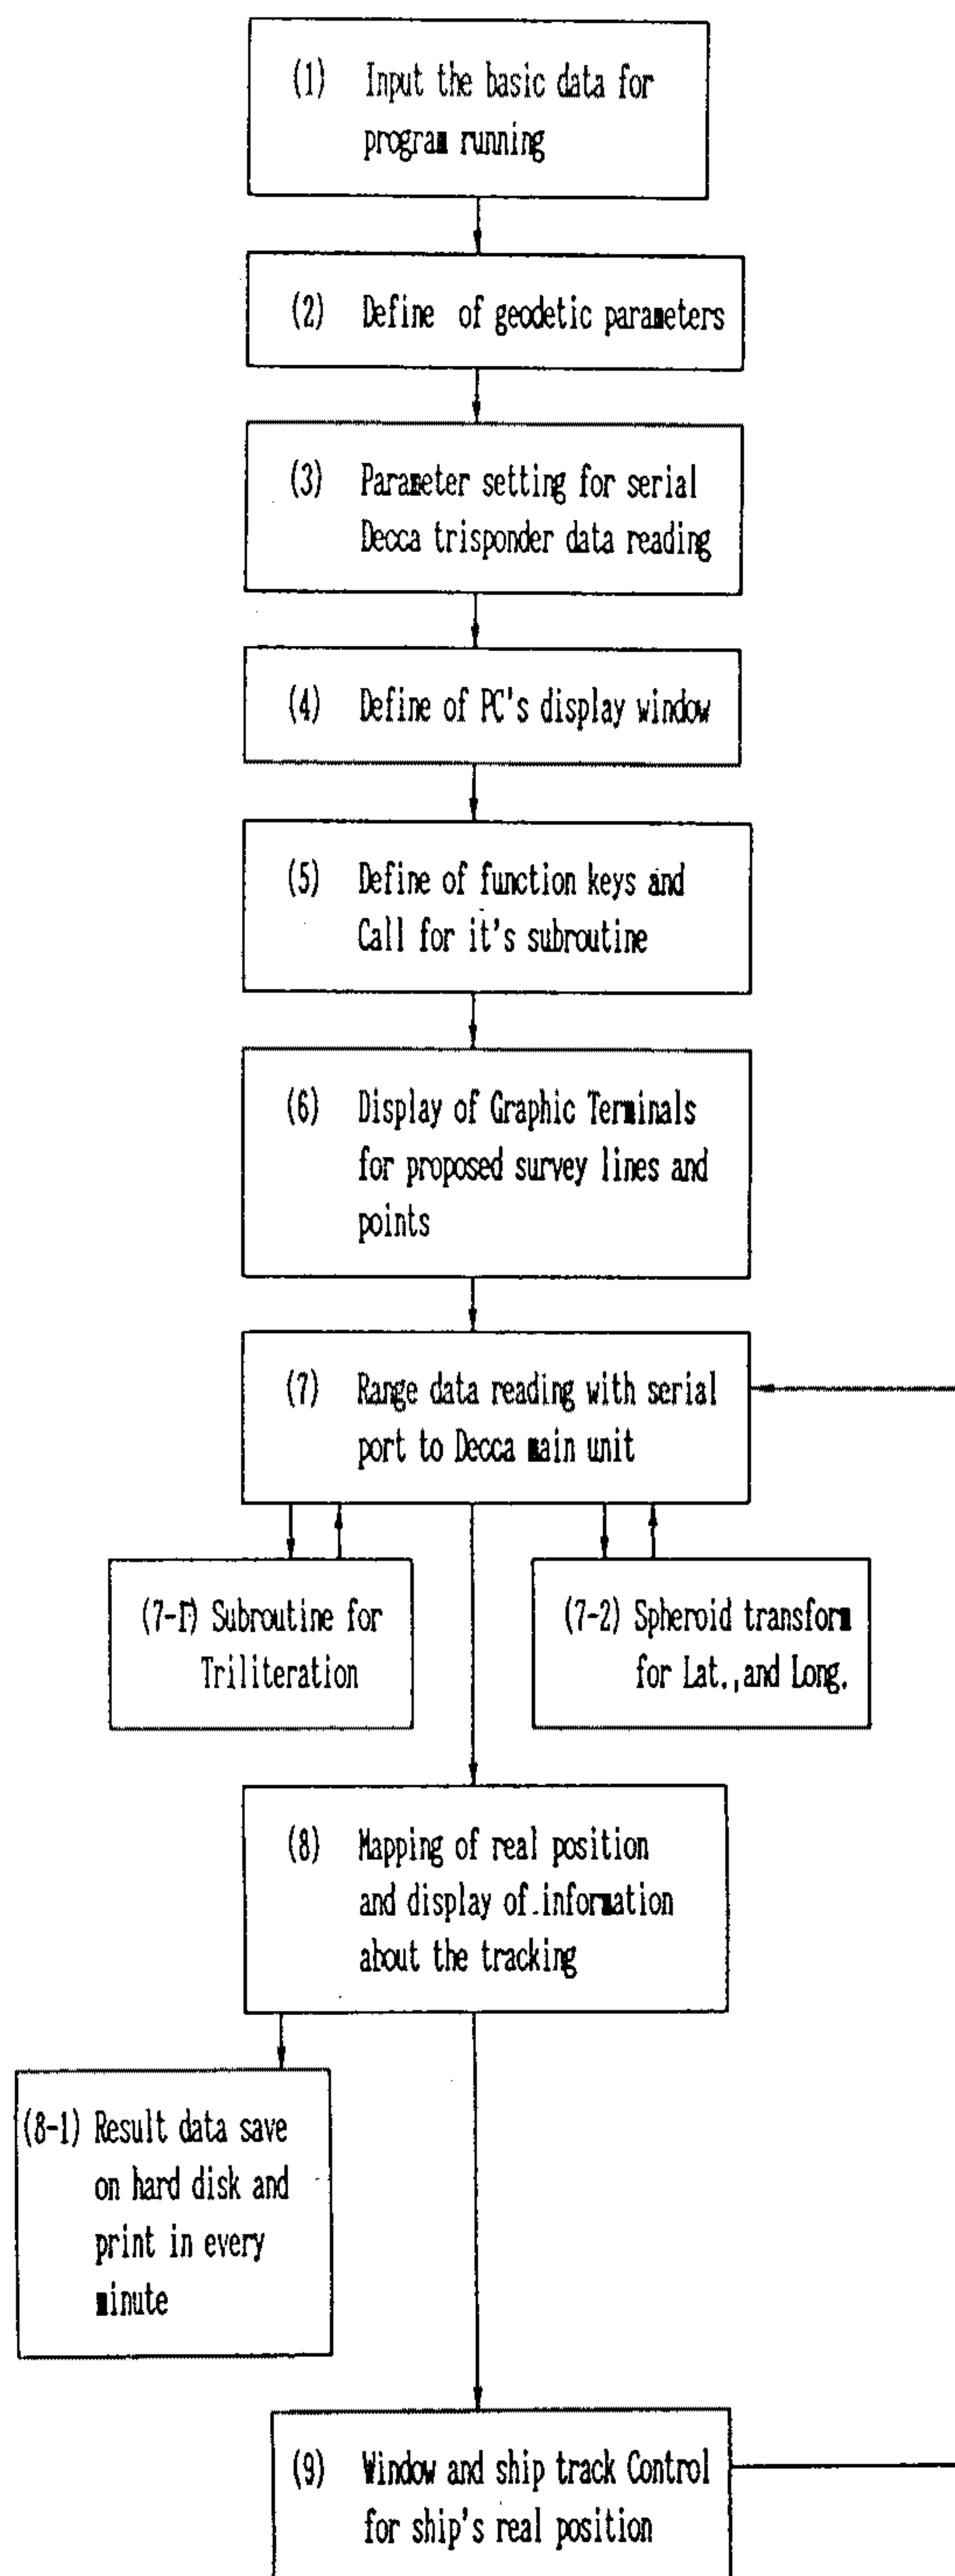 (1) Input the basic data for
program running
(2) Define of geodetic parameters
(3) Parameter setting for serial
Decca trisponder data reading
(4) Define of PC's display window
(5) Define of function keys and
Call for it's subroutine
(6) Display of Graphic Terminals
for proposed survey lines and
points
(7) Range data reading with serial
port to Decca main unit
(7-1) Subroutine for
Triliteration
(7-2) Spheroid transform
for Lat., and Long.
(8) Mapping of real position
and display of information
about the tracking
(8-1) Result data save
on hard disk and
print in every
minute
(9) Window and ship track Control
for ship's real position